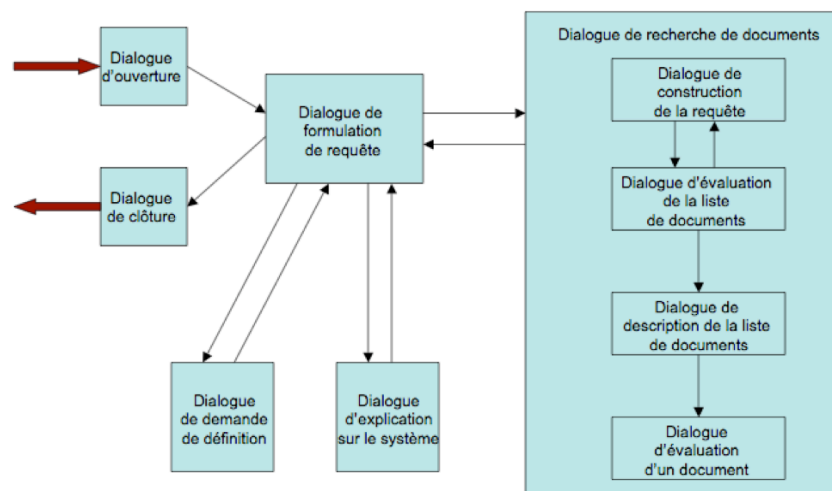 Dialogue
d'ouverture
Dialogue de
formulation
de requête
Dialogue
de clôture
Dialogue
de demande
de définition
Dialogue
d'explication
sur le système
Dialogue de recherche de documents
Dialogue de
construction
de la requête
Dialogue d'évaluation
de la liste
de documents
Dialogue de
description de la liste
de documents
Dialogue
d'évaluation
d'un document